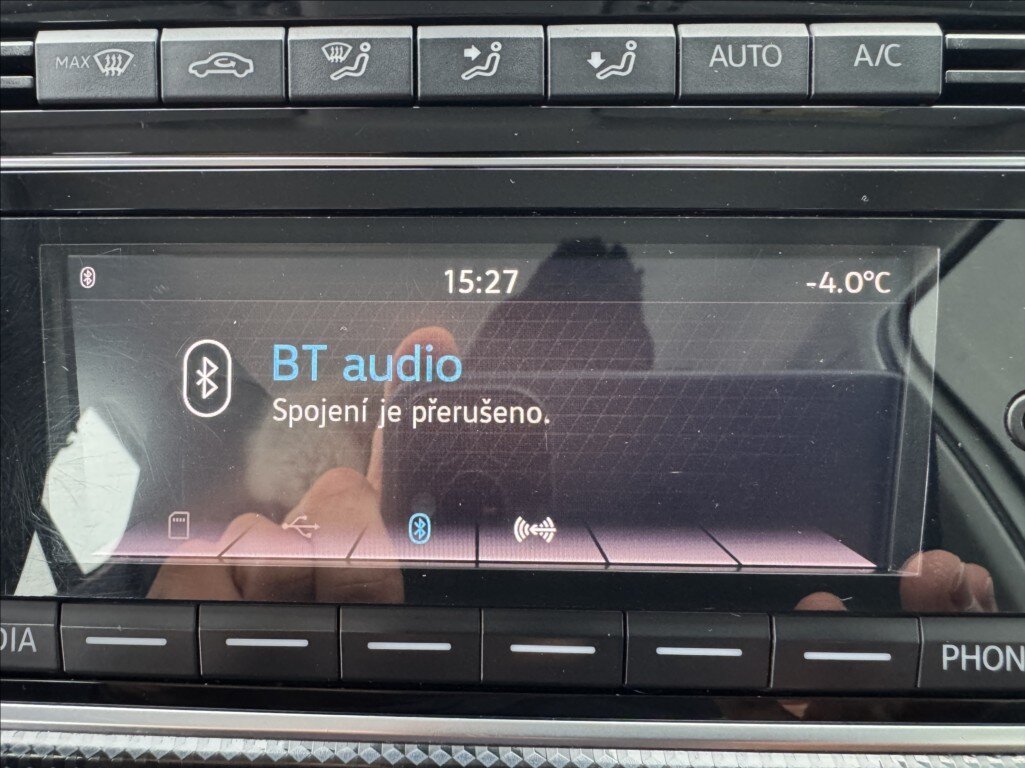 MAX
AUTO
A/C
15:27
-4.0°C
BT audio
Spojení je přerušeno.
DIA
PHON